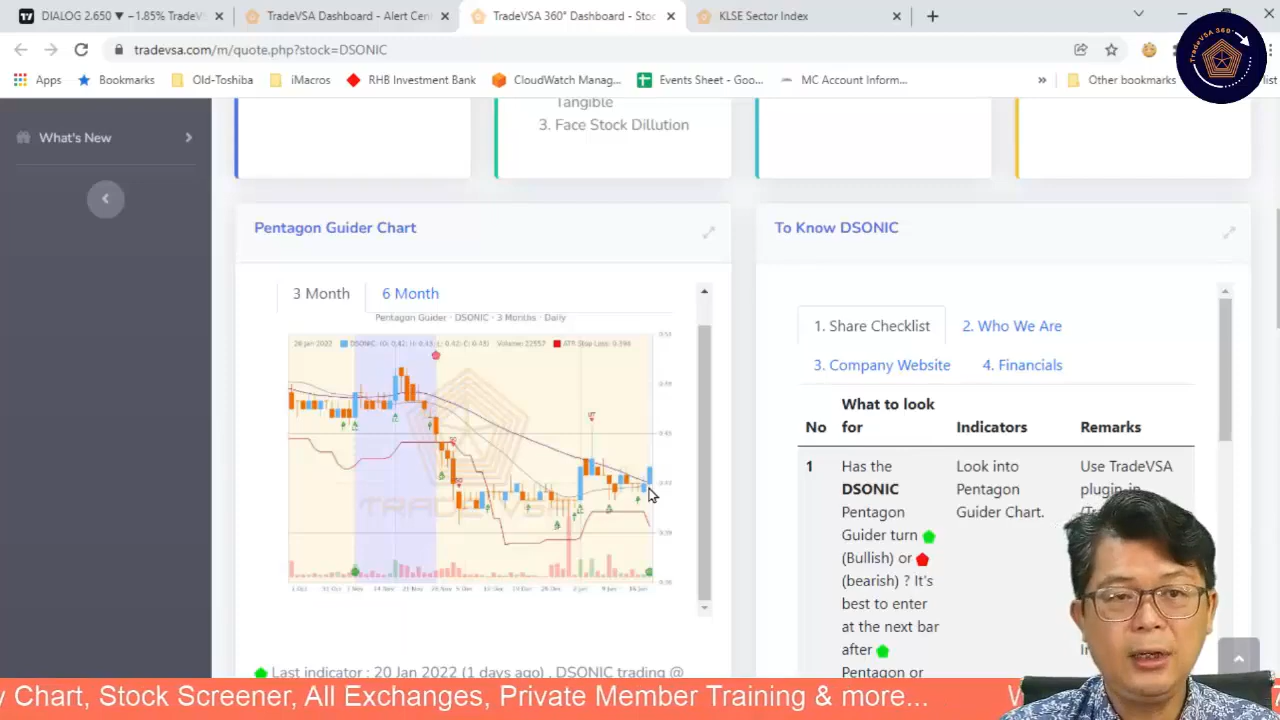 DIALOG 2.650 ▼ −1.85% TradeV
TradeVSA Dashboard - Alert Cen
TradeVSA 360° Dashboard - Stoc
KLSE Sector Index
tradevsa.com/m/quote.php?stock=DSONIC
Apps
Bookmarks
Old-Toshiba
iMacros
RHB Investment Bank
CloudWatch Manag...
Events Sheet - Goo...
MC Account Inform...
Other bookmarks
list
TradeVSA 360°
What's New
Tangible
3. Face Stock Dillution
Pentagon Guider Chart
3 Month
6 Month
Pentagon Guider - DSONIC - 3 Months - Daily
TRADEVSA
Last indicator : 20 Jan 2022 (1 days ago) , DSONIC trading @
To Know DSONIC
1. Share Checklist
2. Who We Are
3. Company Website
4. Financials
No
What to look
for
Indicators
Remarks
1
Has the
DSONIC
Pentagon
Guider turn
(Bullish) or
(bearish) ? It's
best to enter
at the next bar
after
Pentagon or
Look into
Pentagon
Guider Chart.
Use TradeVSA
plugin-in
y Chart, Stock Screener, All Exchanges, Private Member Training & more...